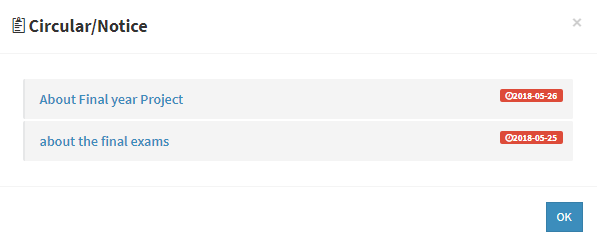 Circular/Notice
×
About Final year Project
2018-05-26
about the final exams
2018-05-25
OK